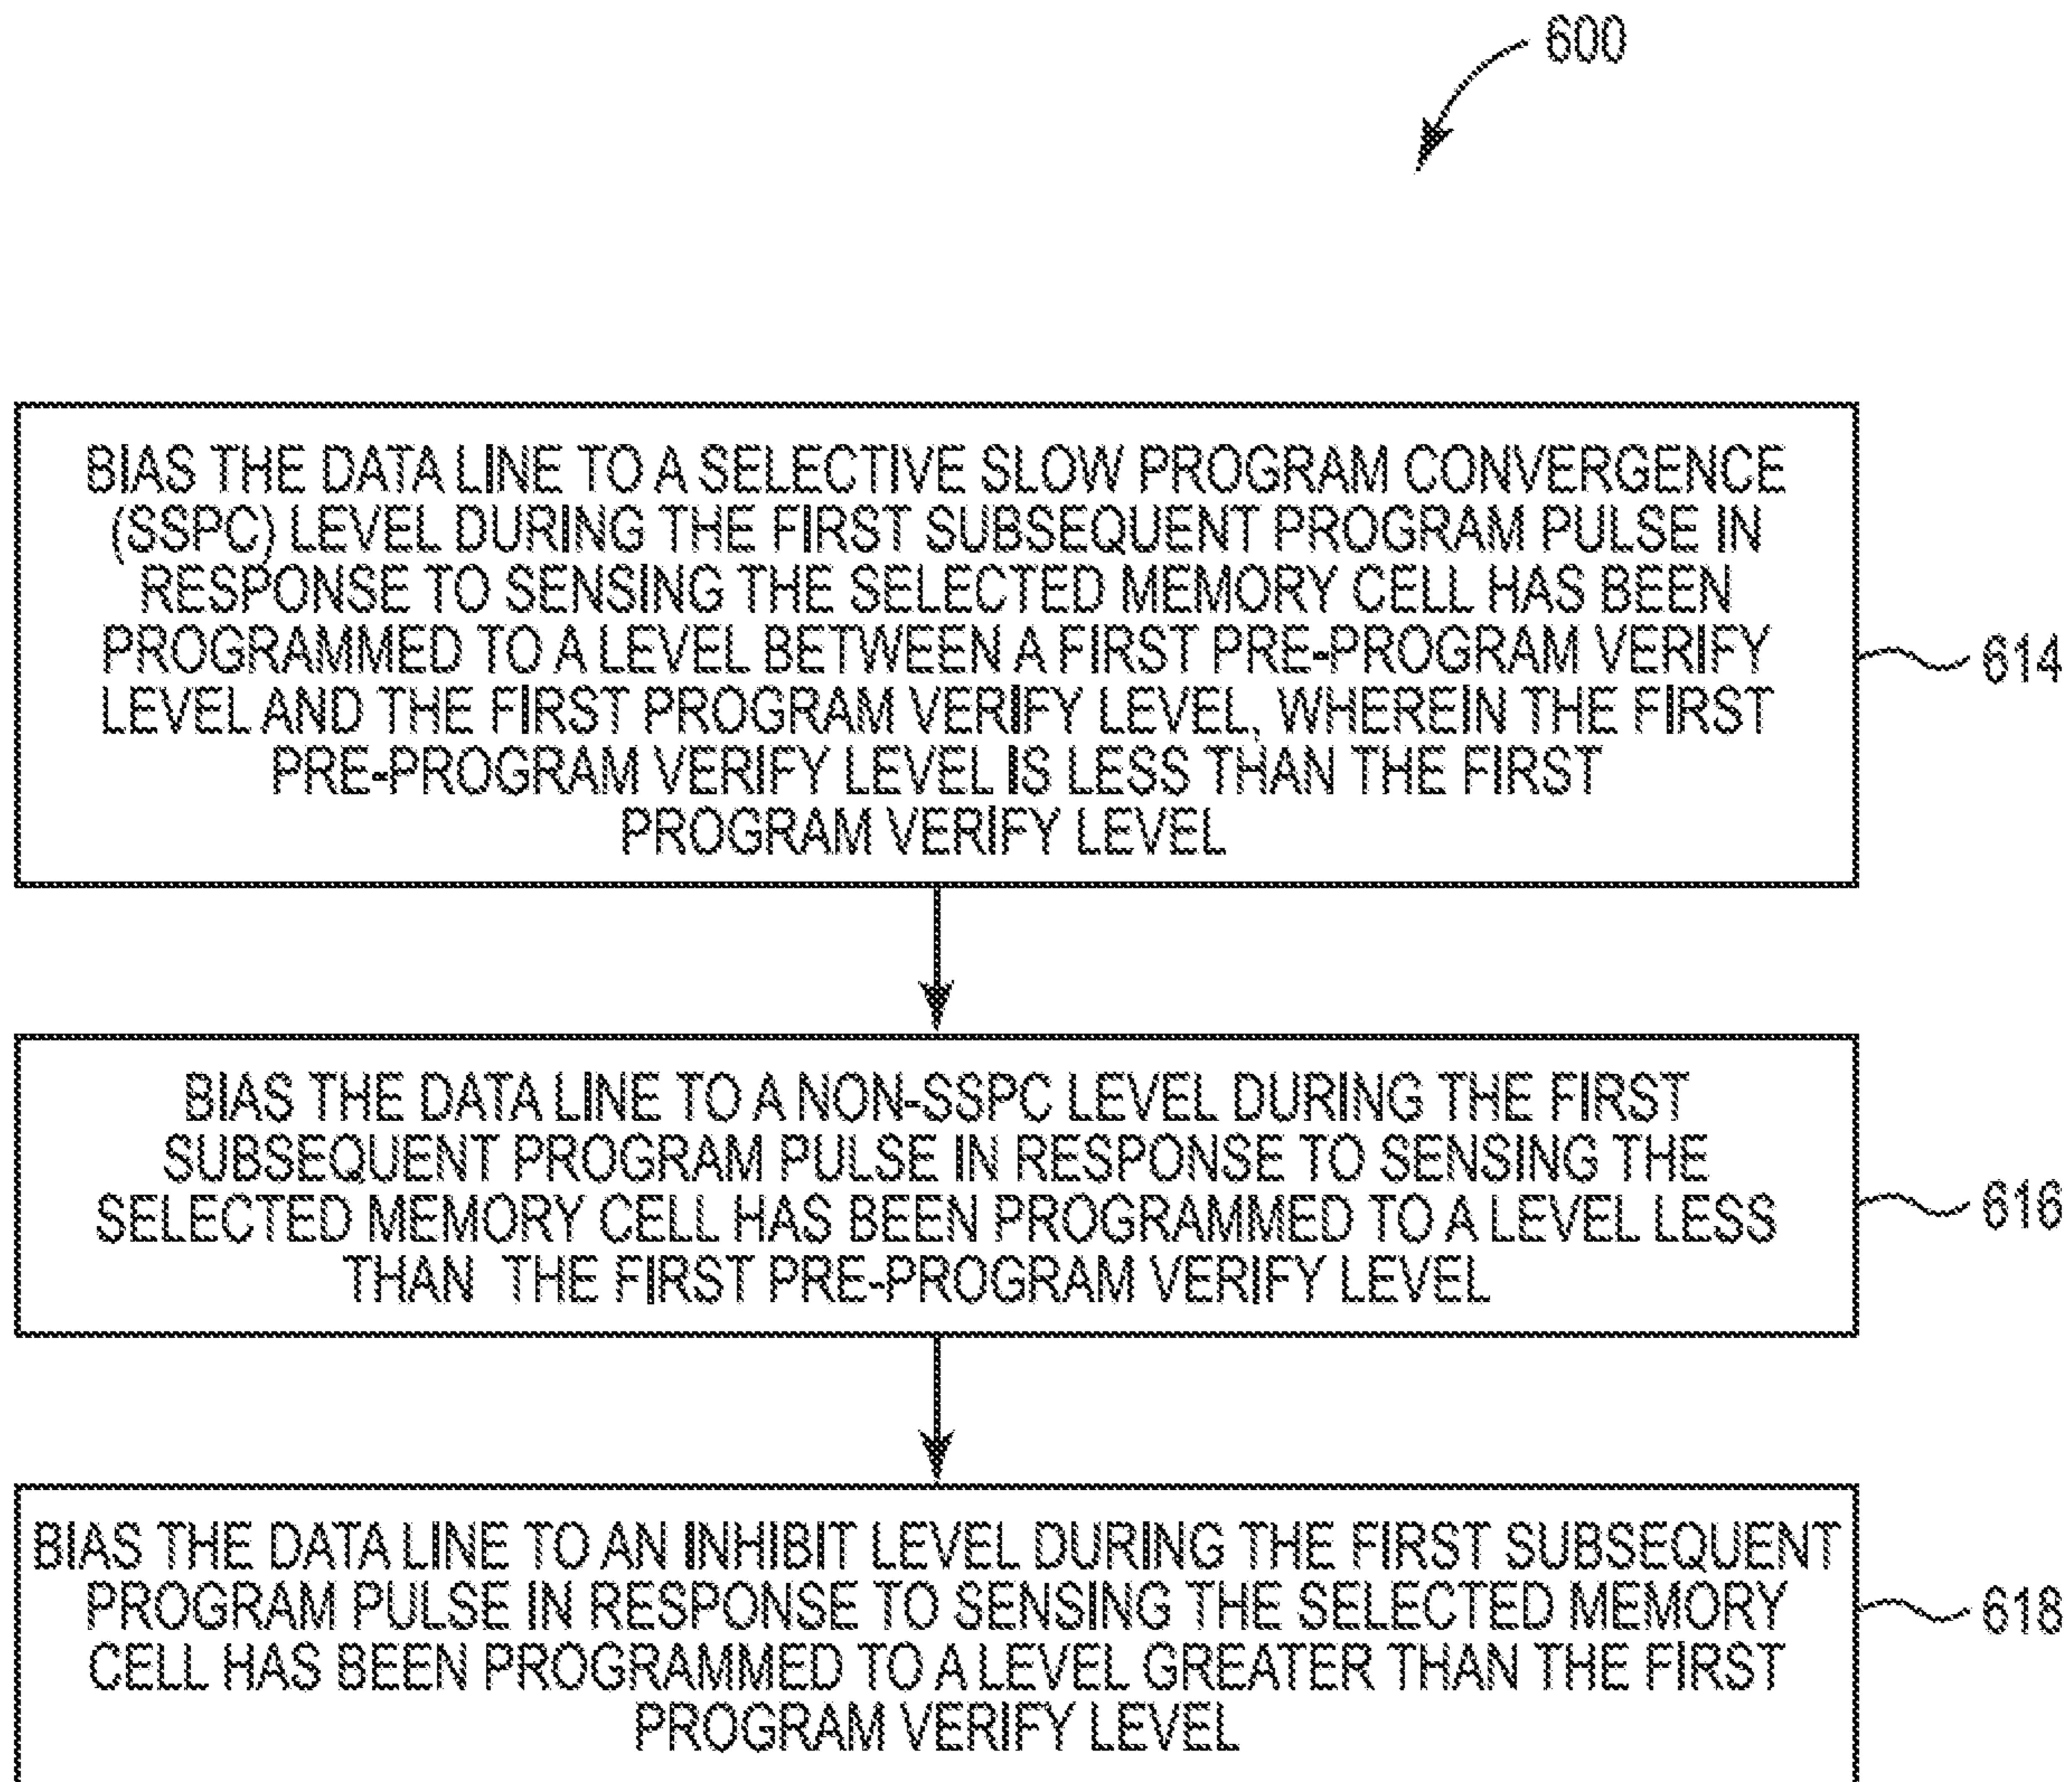 600
BIAS THE DATA LINE TO A SELECTIVE SLOW PROGRAM CONVERGENCE
(SSPC) LEVEL DURING THE FIRST SUBSEQUENT PROGRAM PULSE IN
RESPONSE TO SENSING THE SELECTED MEMORY CELL HAS BEEN
PROGRAMMED TO A LEVEL BETWEEN A FIRST PRE-PROGRAM VERIFY
LEVEL AND THE FIRST PROGRAM VERIFY LEVEL, WHEREIN THE FIRST
PRE-PROGRAM VERIFY LEVEL IS LESS THAN THE FIRST
PROGRAM VERIFY LEVEL
614
BIAS THE DATA LINE TO A NON-SSPC LEVEL DURING THE FIRST
SUBSEQUENT PROGRAM PULSE IN RESPONSE TO SENSING THE
SELECTED MEMORY CELL HAS BEEN PROGRAMMED TO A LEVEL LESS
THAN THE FIRST PRE-PROGRAM VERIFY LEVEL
616
BIAS THE DATA LINE TO AN INHIBIT LEVEL DURING THE FIRST SUBSEQUENT
PROGRAM PULSE IN RESPONSE TO SENSING THE SELECTED MEMORY
CELL HAS BEEN PROGRAMMED TO A LEVEL GREATER THAN THE FIRST
PROGRAM VERIFY LEVEL
618